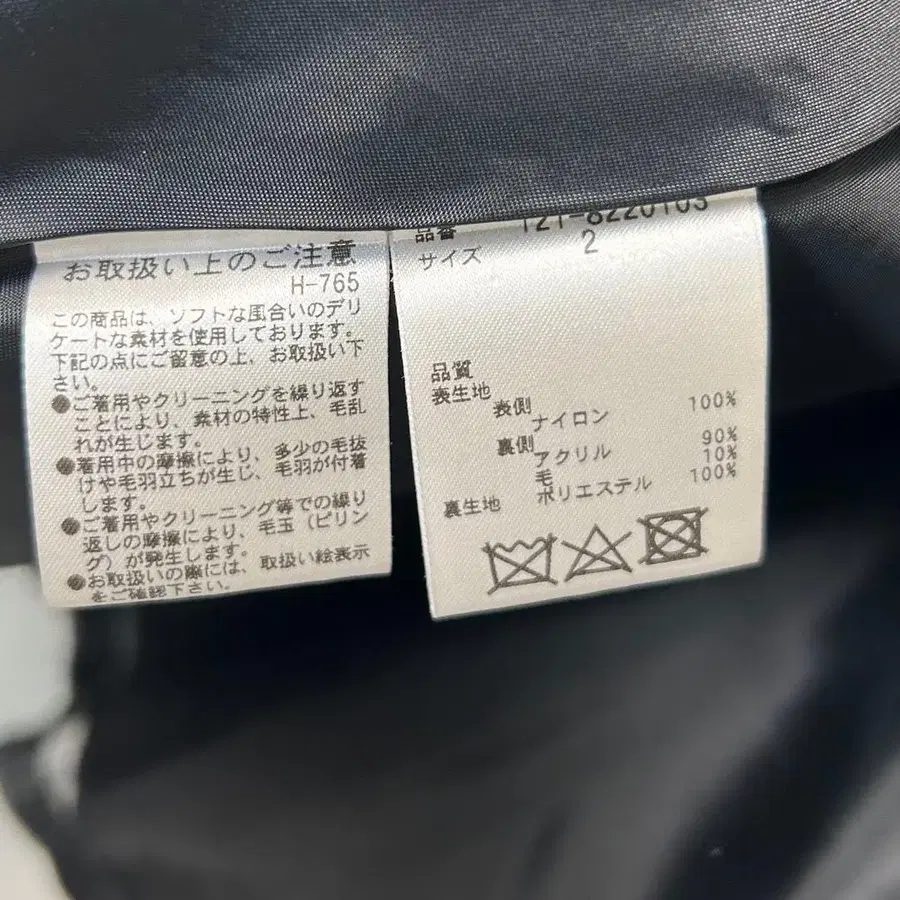 お取扱い上のご注意
H-765
この商品は、ソフトな風合いのデリ
ケートな素材を使用しております。
下記の点にご留意の上、お取扱い下
さい。
●ご着用やクリーニングを繰り返す
ことにより、素材の特性上、毛乱
れが生じます。
●着用中の摩擦により、多少の毛抜
けや毛羽立ちが生じ、毛羽が付着
します。
●ご着用やクリーニング等での繰り
返しの摩擦により、毛玉（ピリン
グ）が発生します。
●お取扱いの際には、取扱い絵表示
をご確認下さい。
品番 121-8220103
サイズ 2
品質
表生地
表側
ナイロン 100%
裏側
アクリル 90%
毛 10%
裏生地 ポリエステル 100%